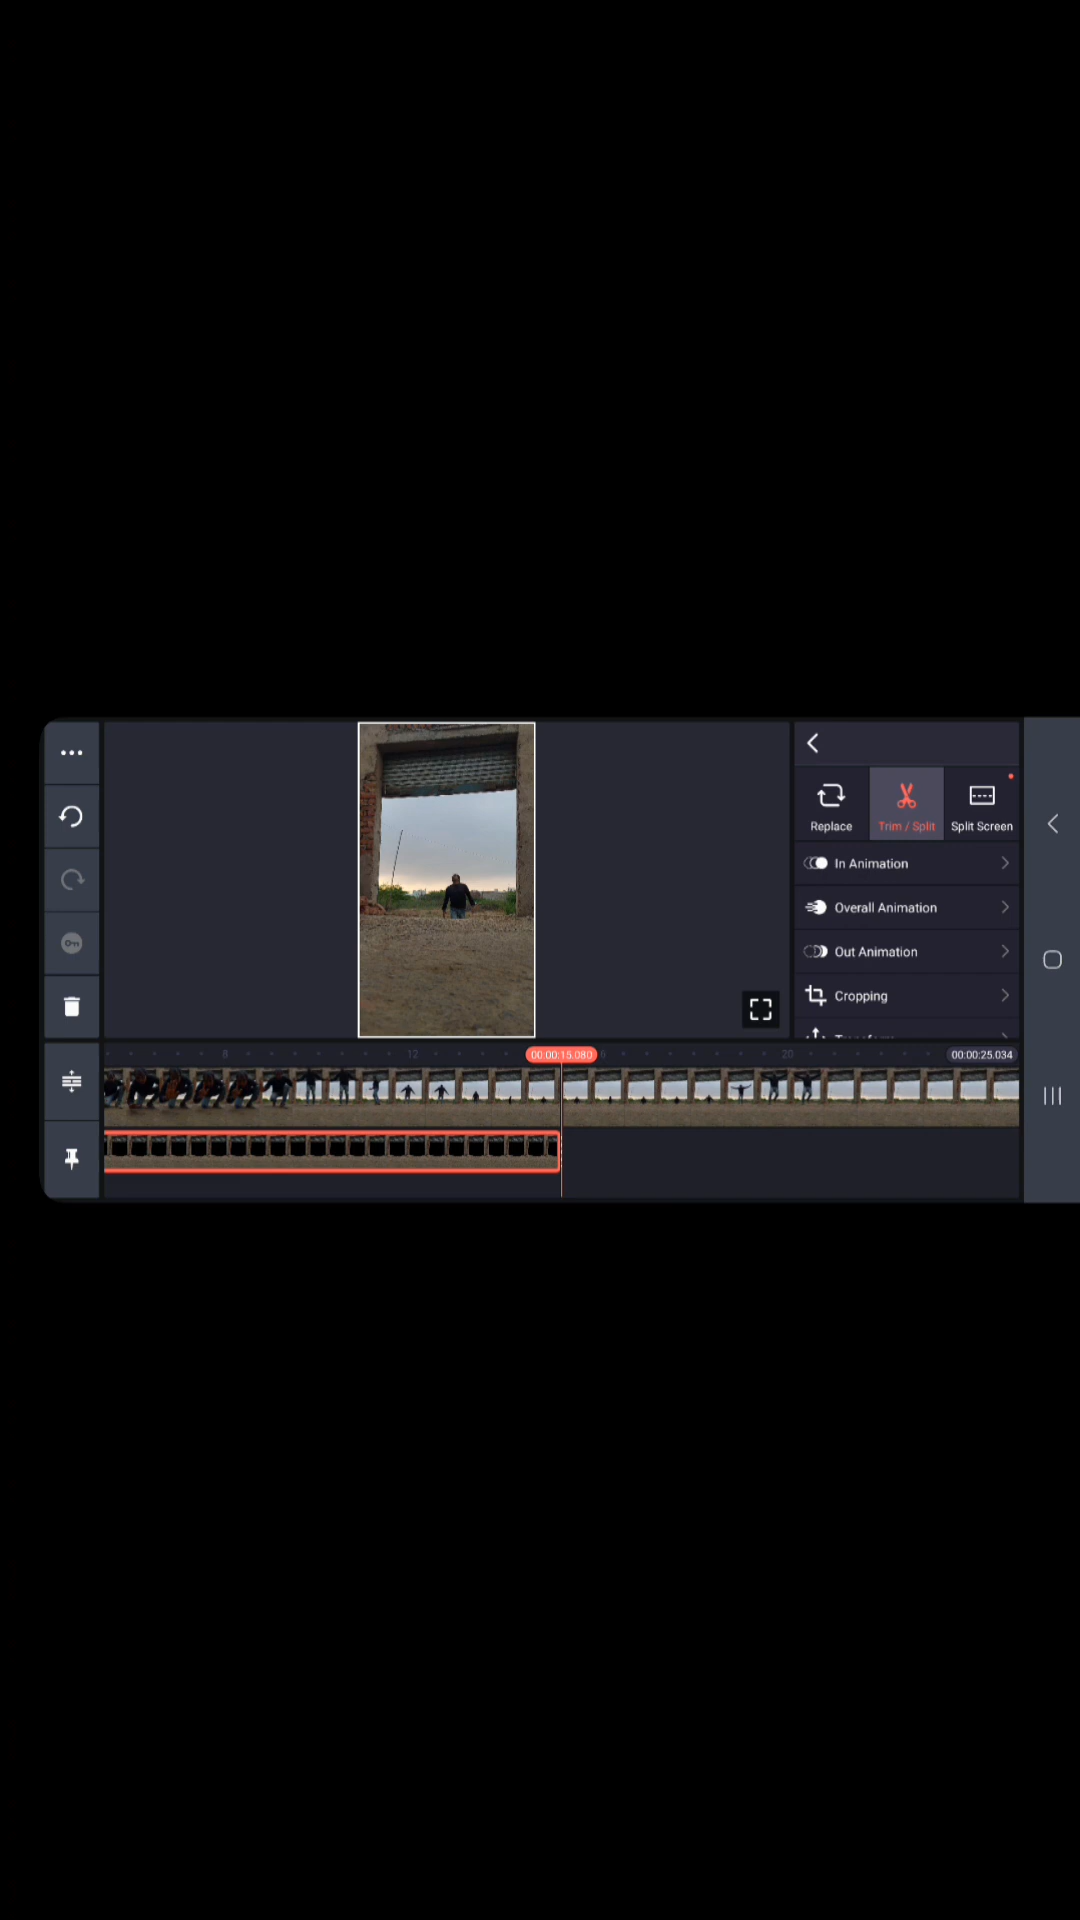 Replace
Trim / Split
Split Screen
In Animation
Overall Animation
Out Animation
Cropping
8
12
00:00:15.080
6
20
00:00:25.034